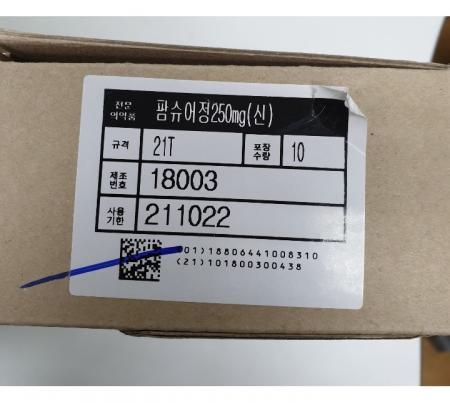 전문
의약품
팜슈어정250mg(신)
규격
21T
포장
수량
10
제조
번호
18003
사용
기한
211022
(01)18806441008310
(21)101800300438